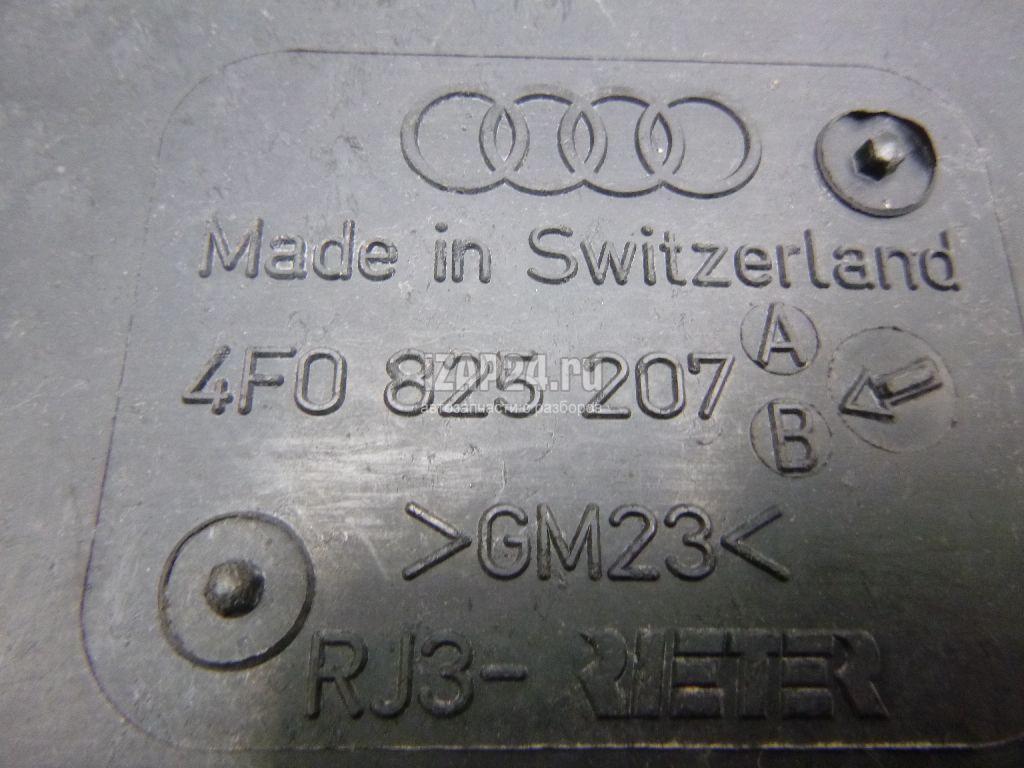 Made in Switzerland
4F0 825 207 A
B
iZAP24.ru
автозапчасти с разборов
>GM23<
RJ3- RIETER